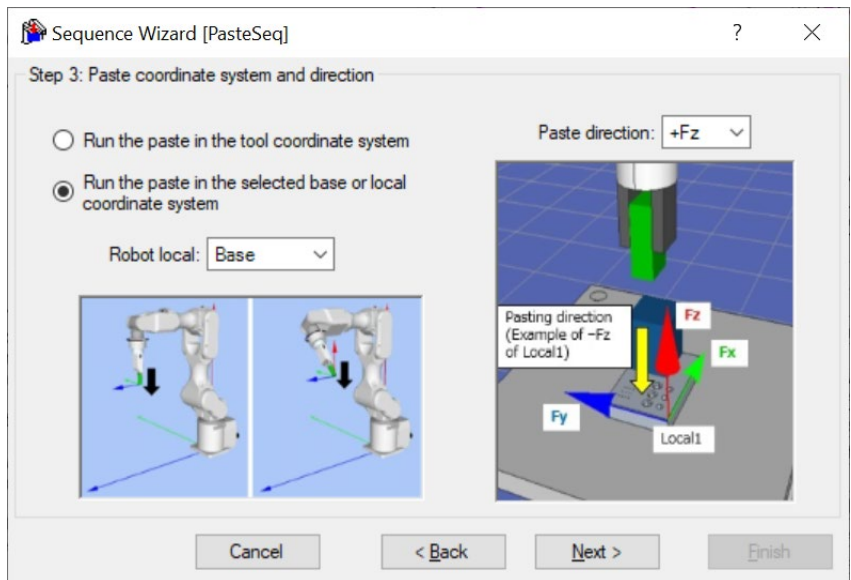 Sequence Wizard [PasteSeq]
?
Step 3: Paste coordinate system and direction
Run the paste in the tool coordinate system
Run the paste in the selected base or local
coordinate system
Robot local: Base
Paste direction: +Fz
Pasting direction
(Example of −Fz
of Local1)
Fz
Fx
Fy
Local1
Cancel
< Back
Next >
Finish